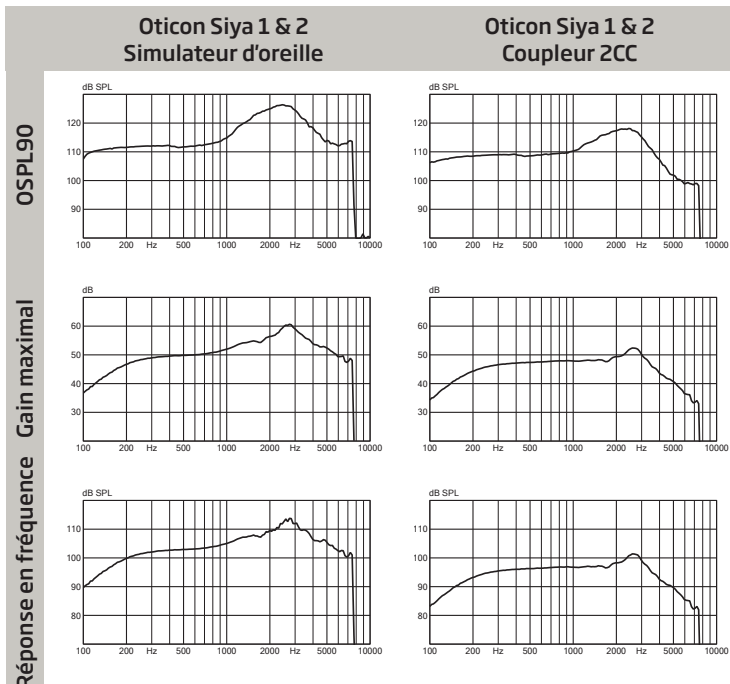 Oticon Siya 1 & 2
Simulateur d'oreille
Oticon Siya 1 & 2
Coupleur 2CC
OSPL90
dB SPL
120
110
100
90
100 200 Hz 500 1000 2000 Hz 5000 10000
dB SPL
120
110
100
90
100 200 Hz 500 1000 2000 Hz 5000 10000
Gain maximal
dB
60
50
40
30
100 200 Hz 500 1000 2000 Hz 5000 10000
dB
60
50
40
30
100 200 Hz 500 1000 2000 Hz 5000 10000
Réponse en fréquence
dB SPL
110
100
90
80
100 200 Hz 500 1000 2000 Hz 5000 10000
dB SPL
110
100
90
80
100 200 Hz 500 1000 2000 Hz 5000 10000